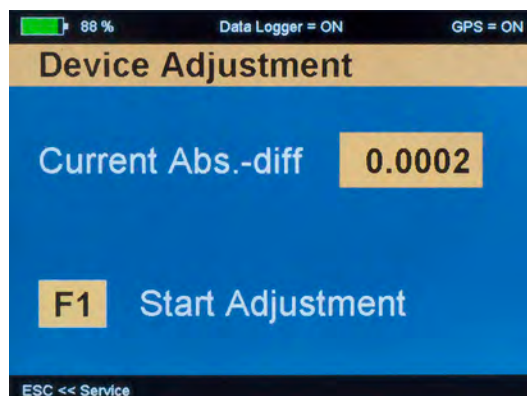 88 % Data Logger = ON GPS = ON
Device Adjustment
Current Abs.-diff 0.0002
F1 Start Adjustment
ESC << Service